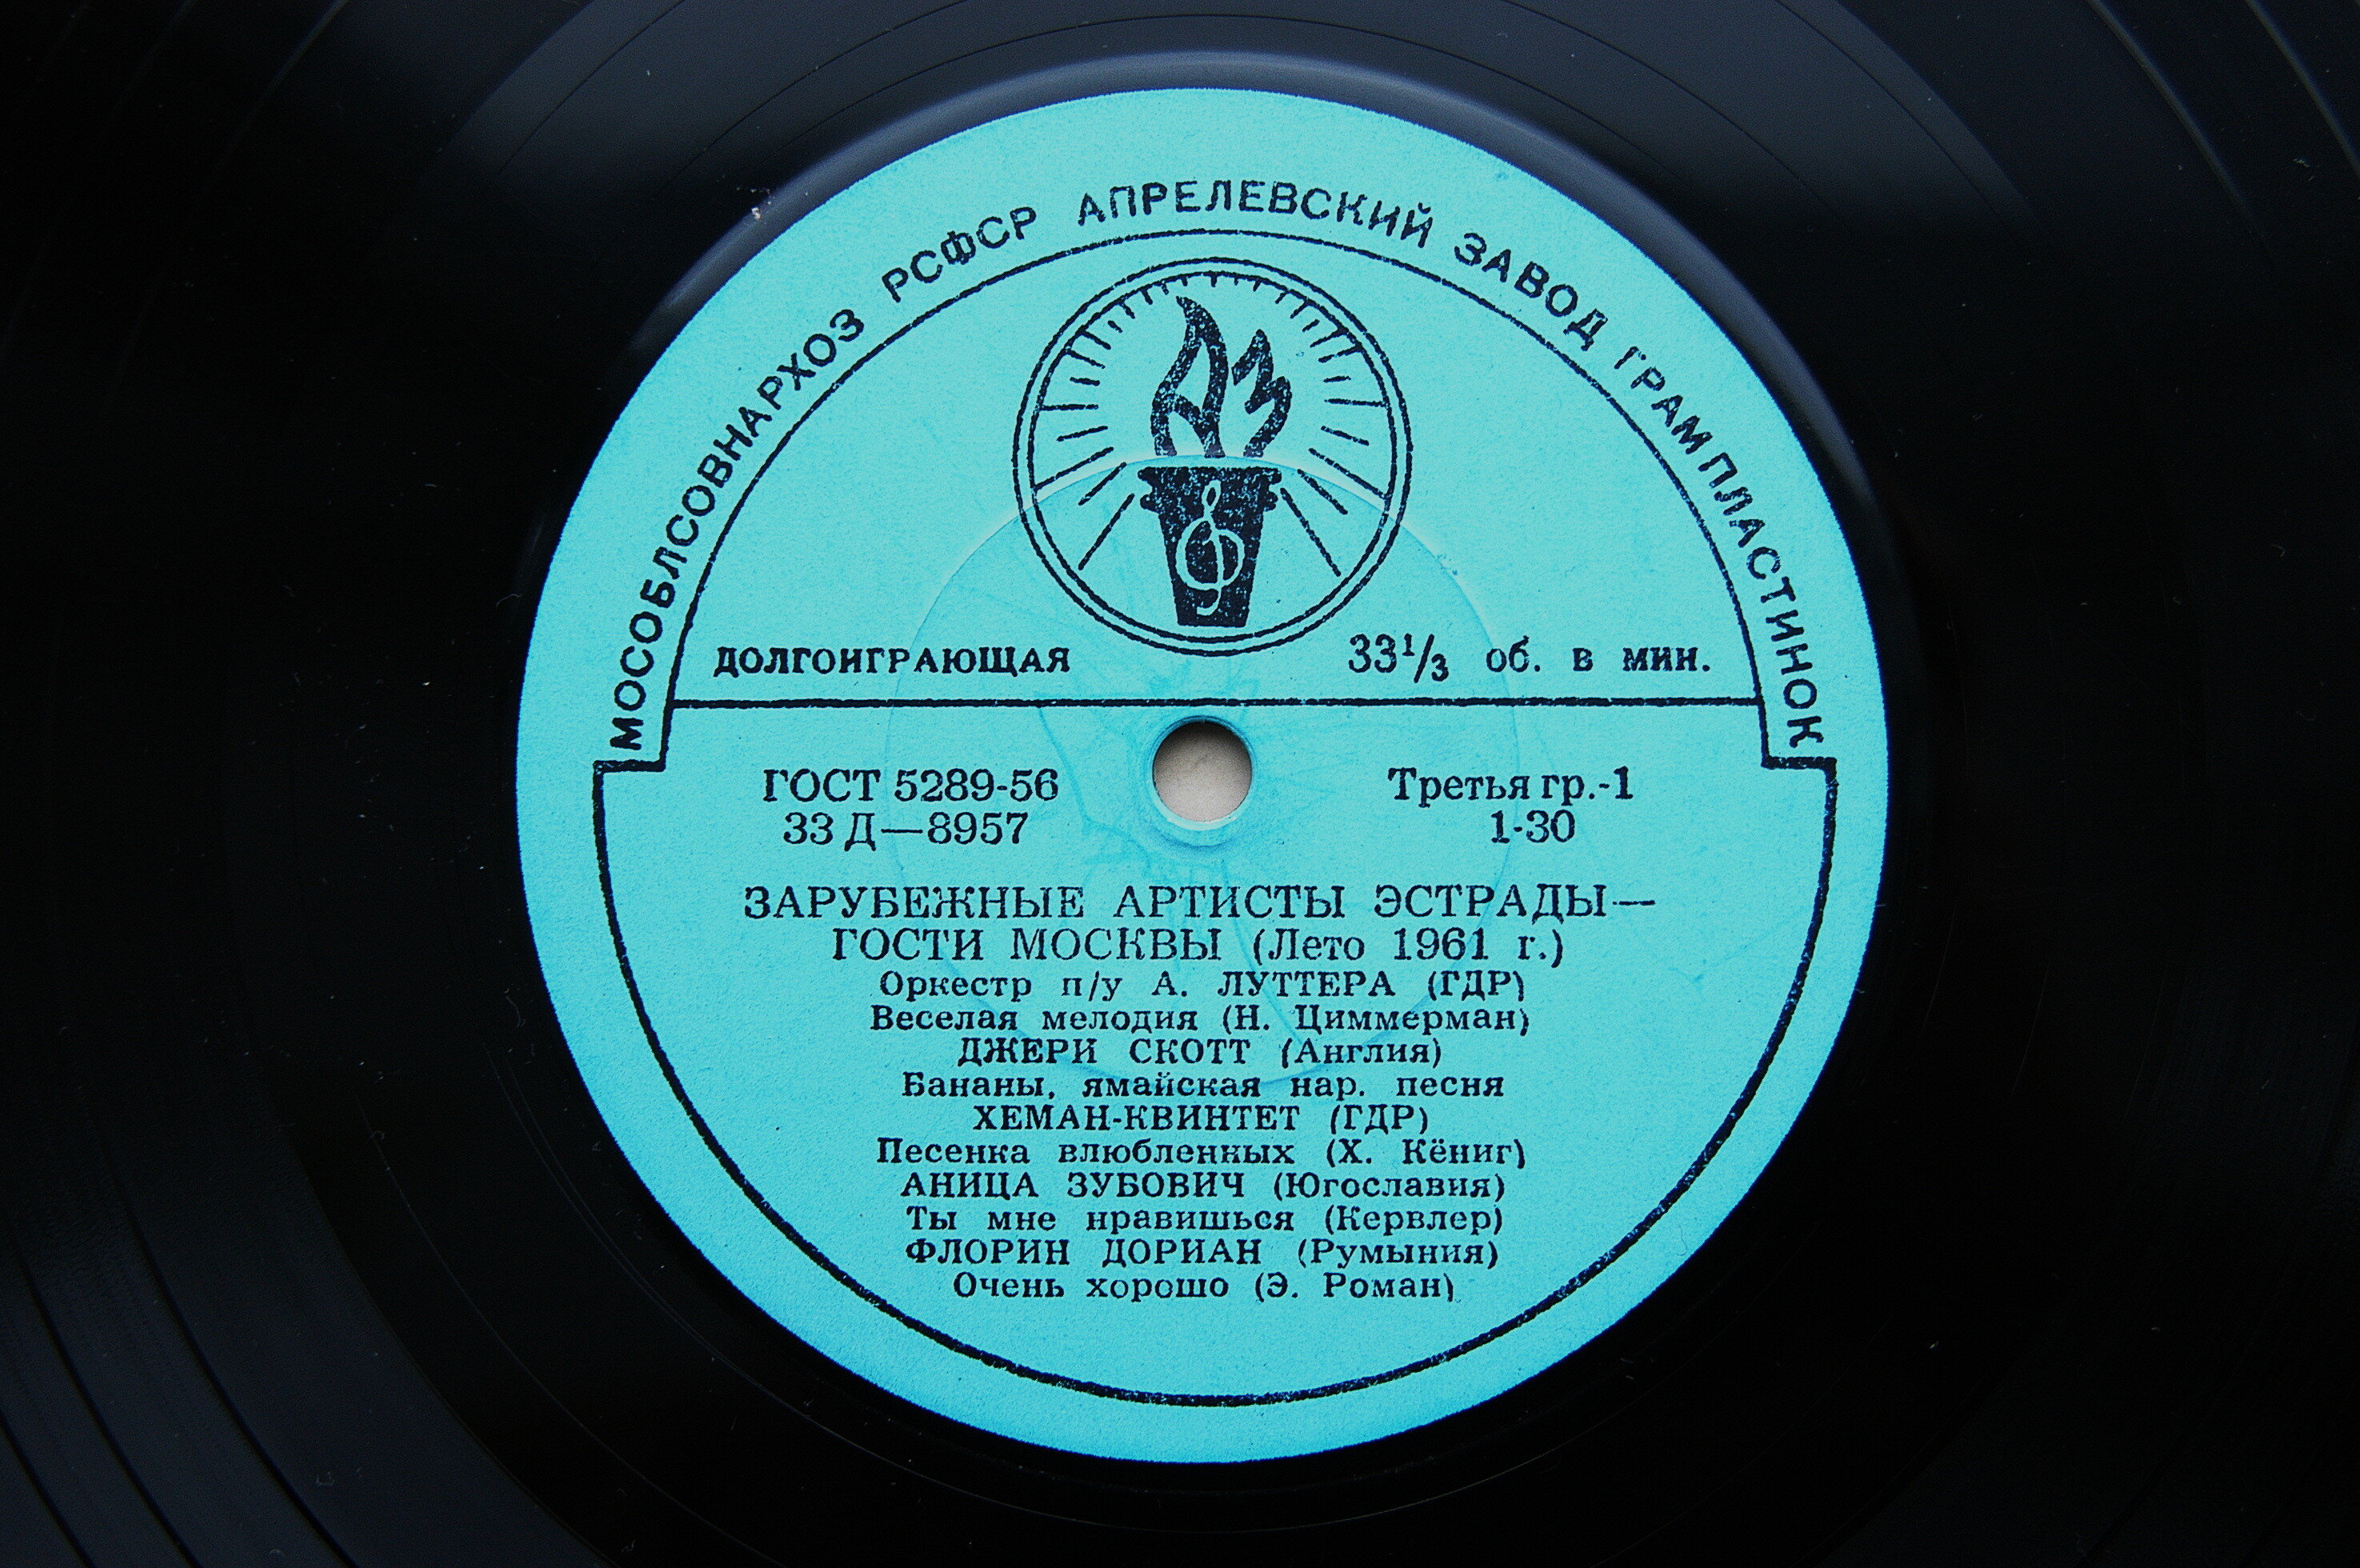 МОСОБЛСОВНАРХОЗ РСФСР АПРЕЛЕВСКИЙ ЗАВОД ГРАМПЛАСТИНОК
АЗ
ДОЛГОИГРАЮЩАЯ 33⅓ об. в мин.
ГОСТ 5289-56 Третья гр.-1
33 Д—8957 1-30
ЗАРУБЕЖНЫЕ АРТИСТЫ ЭСТРАДЫ—
ГОСТИ МОСКВЫ (Лето 1961 г.)
Оркестр п/у А. ЛУТТЕРА (ГДР)
Веселая мелодия (Н. Циммерман)
ДЖЕРИ СКОТТ (Англия)
Бананы, ямайская нар. песня
ХЕМАН-КВИНТЕТ (ГДР)
Песенка влюбленных (Х. Кёниг)
АНИЦА ЗУБОВИЧ (Югославия)
Ты мне нравишься (Кервлер)
ФЛОРИН ДОРИАН (Румыния)
Очень хорошо (Э. Роман)